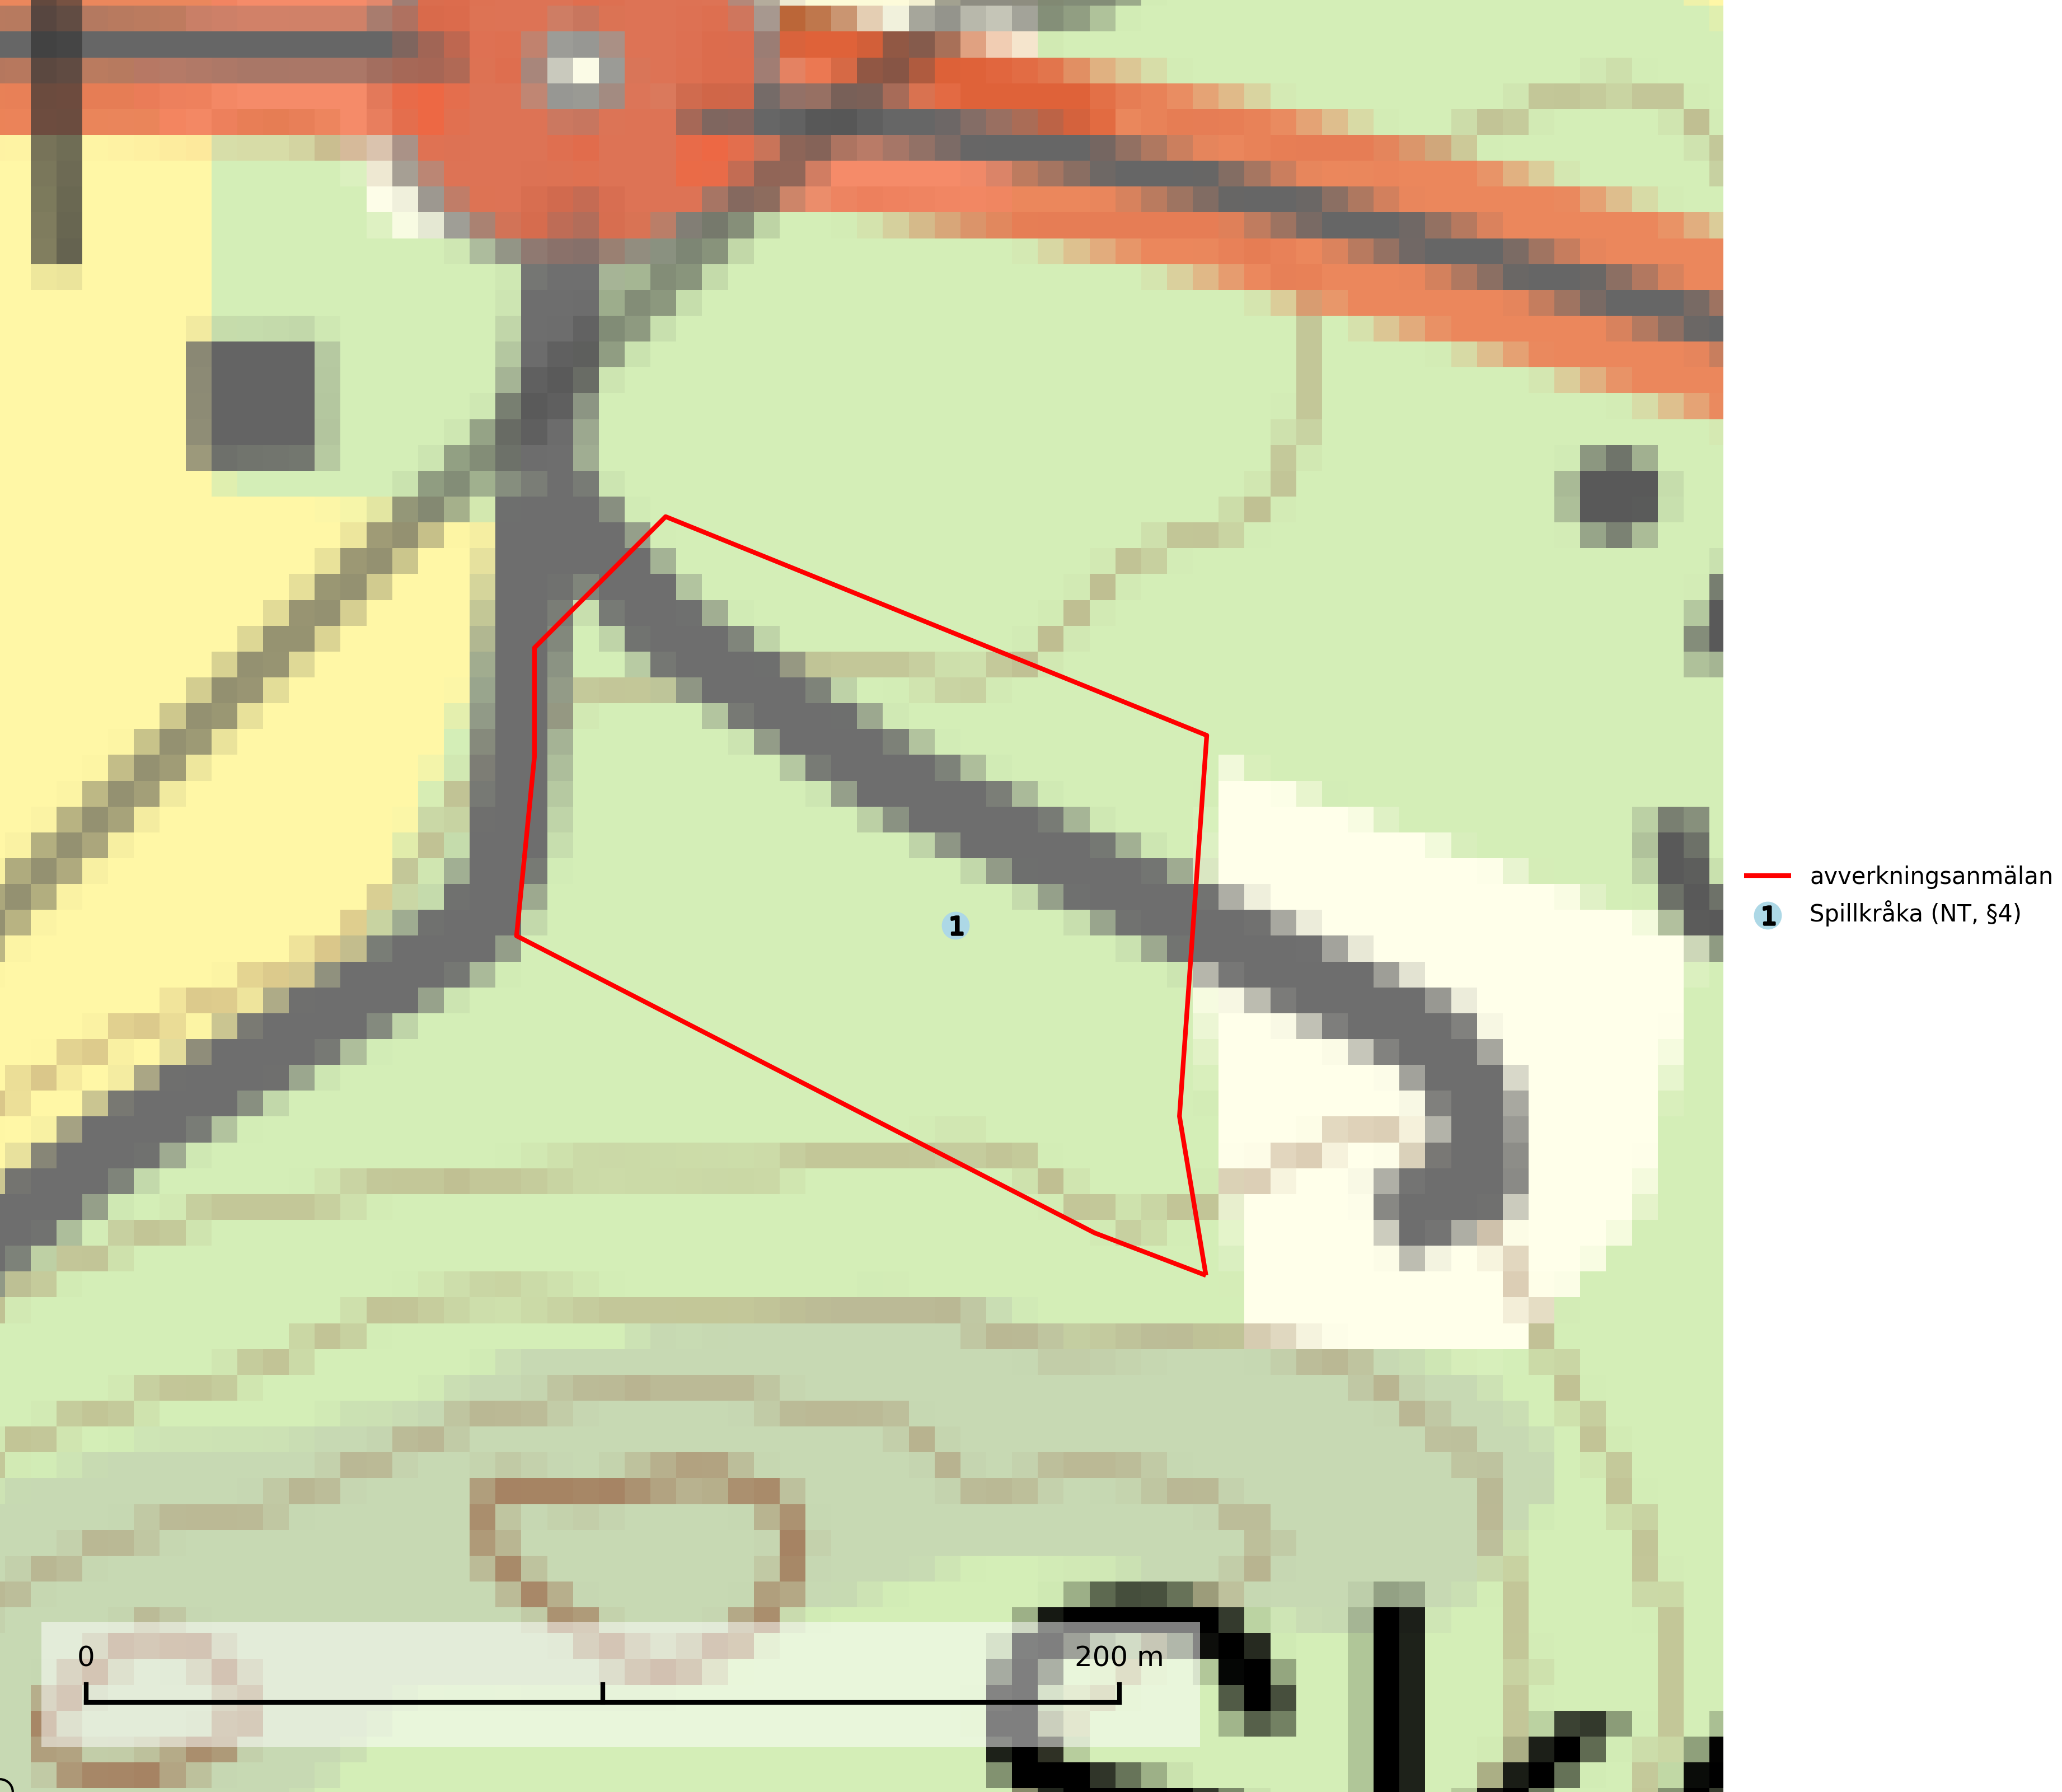 1
avverkningsanmälan
1 Spillkråka (NT, §4)
0 200 m